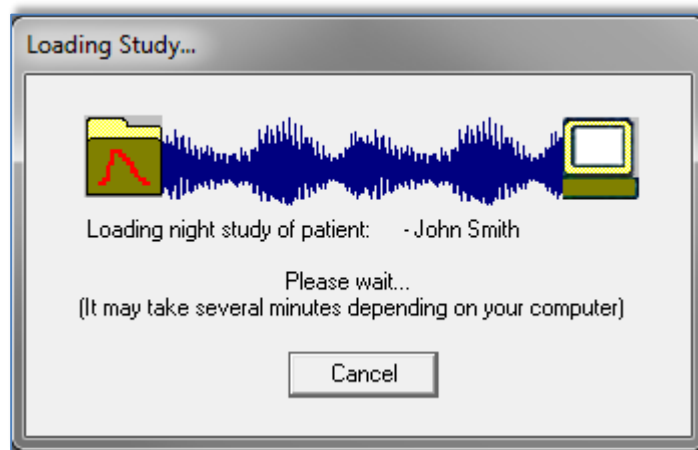 Loading Study...
Loading night study of patient: - John Smith
Please wait...
(It may take several minutes depending on your computer)
Cancel